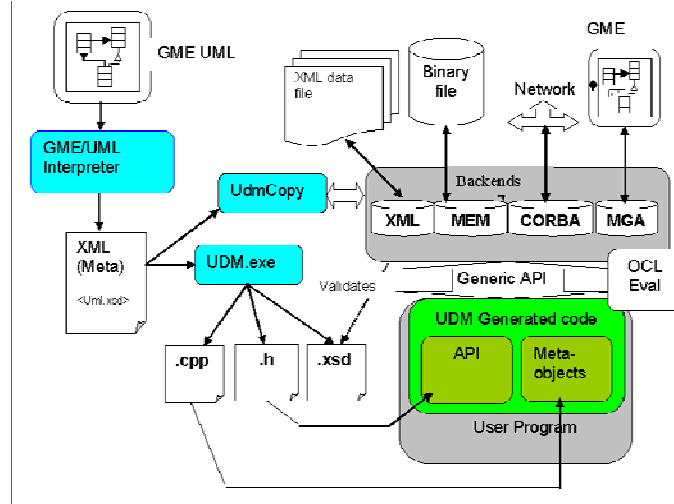 GME UML
XML data
file
Binary
file
Network
GME
GME/UML
Interpreter
UdmCopy
Backends
XML
MEM
CORBA
MGA
XML
(Meta)
<Uml.xsd>
UDM.exe
Validates
Generic API
OCL
Eval
UDM Generated code
.cpp
.h
.xsd
API
Meta-
objects
User Program